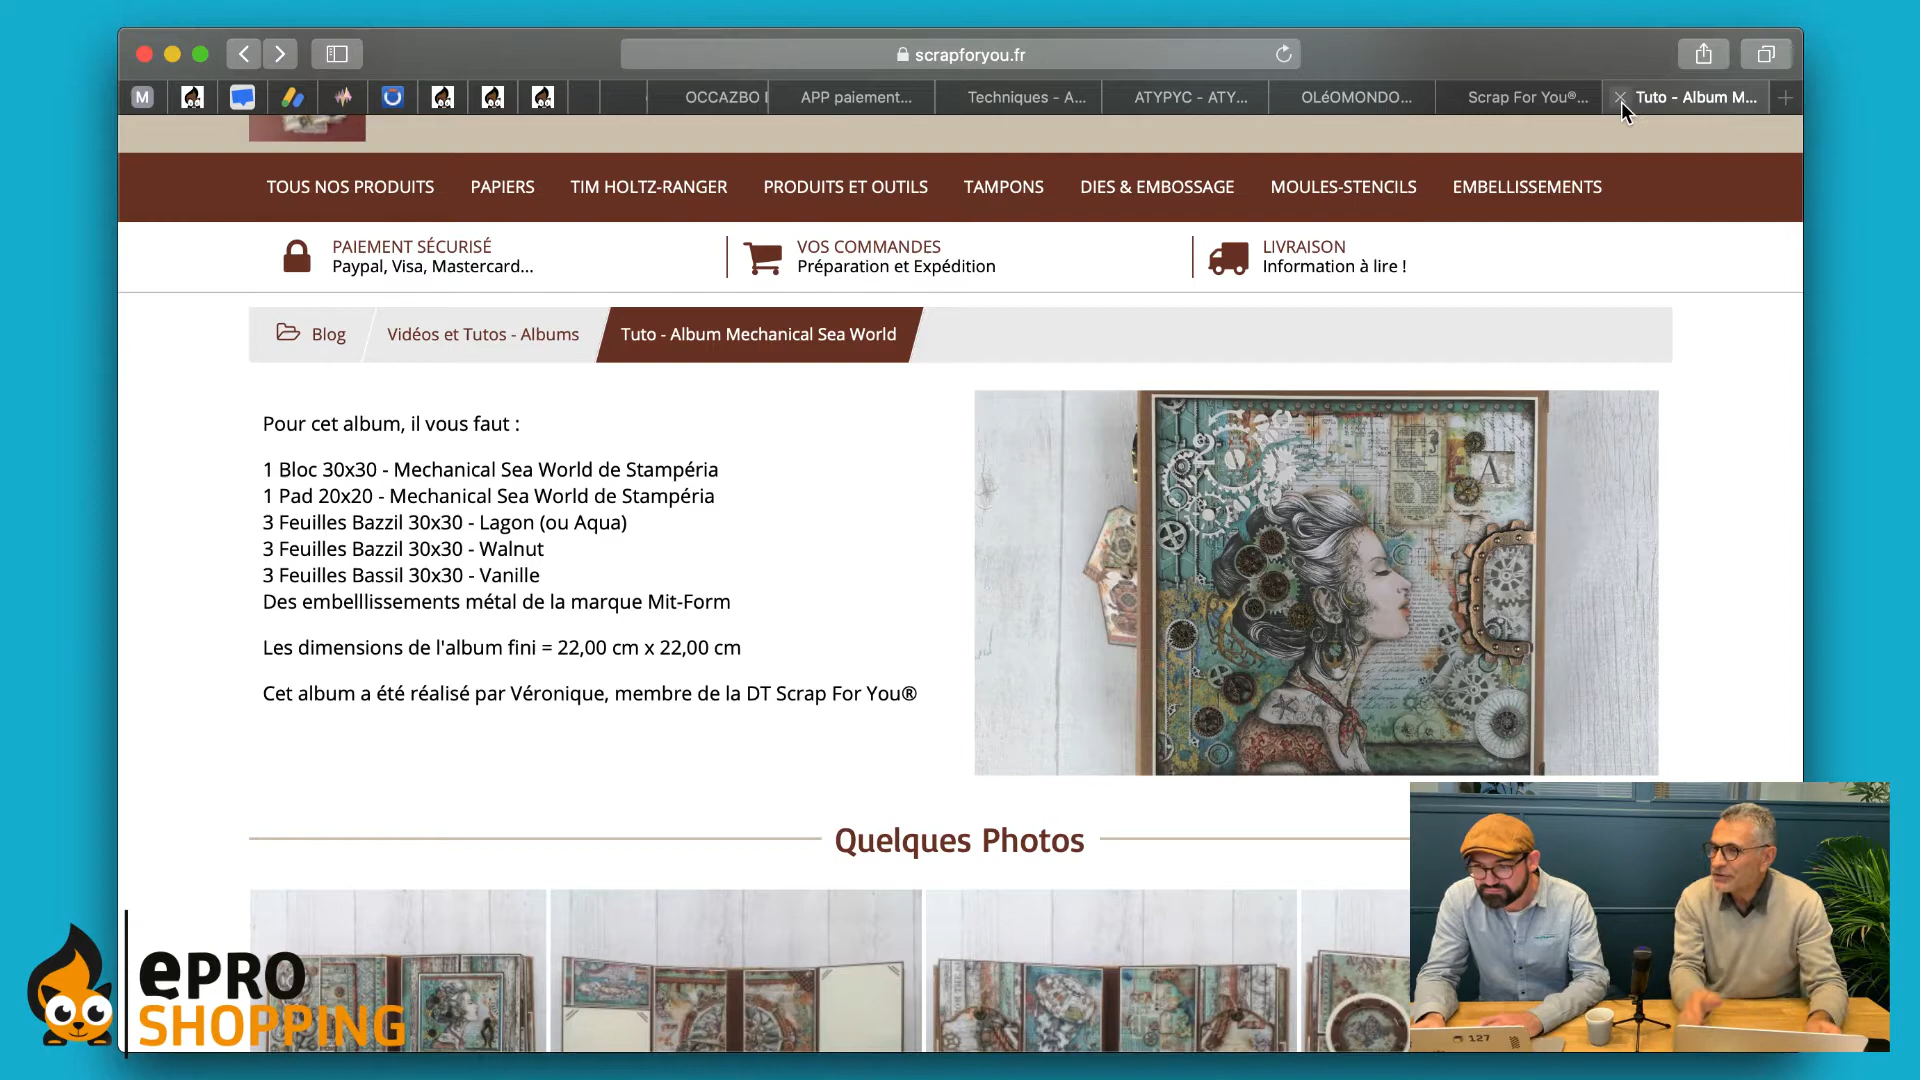 scrapforyou.fr
M
OCCAZBO
APP paiement...
Techniques - A...
ATYPYC - ATY...
OLéOMONDO...
Scrap For You®...
Tuto - Album M...
TOUS NOS PRODUITS
PAPIERS
TIM HOLTZ-RANGER
PRODUITS ET OUTILS
TAMPONS
DIES & EMBOSSAGE
MOULES-STENCILS
EMBELLISSEMENTS
PAIEMENT SÉCURISÉ
Paypal, Visa, Mastercard...
VOS COMMANDES
Préparation et Expédition
LIVRAISON
Information à lire !
Blog
Vidéos et Tutos - Albums
Tuto - Album Mechanical Sea World
Pour cet album, il vous faut :
1 Bloc 30x30 - Mechanical Sea World de Stampéria
1 Pad 20x20 - Mechanical Sea World de Stampéria
3 Feuilles Bazzil 30x30 - Lagon (ou Aqua)
3 Feuilles Bazzil 30x30 - Walnut
3 Feuilles Bassil 30x30 - Vanille
Des embelllissements métal de la marque Mit-Form
Les dimensions de l'album fini = 22,00 cm x 22,00 cm
Cet album a été réalisé par Véronique, membre de la DT Scrap For You®
A
Quelques Photos
ePRO
SHOPPING
127